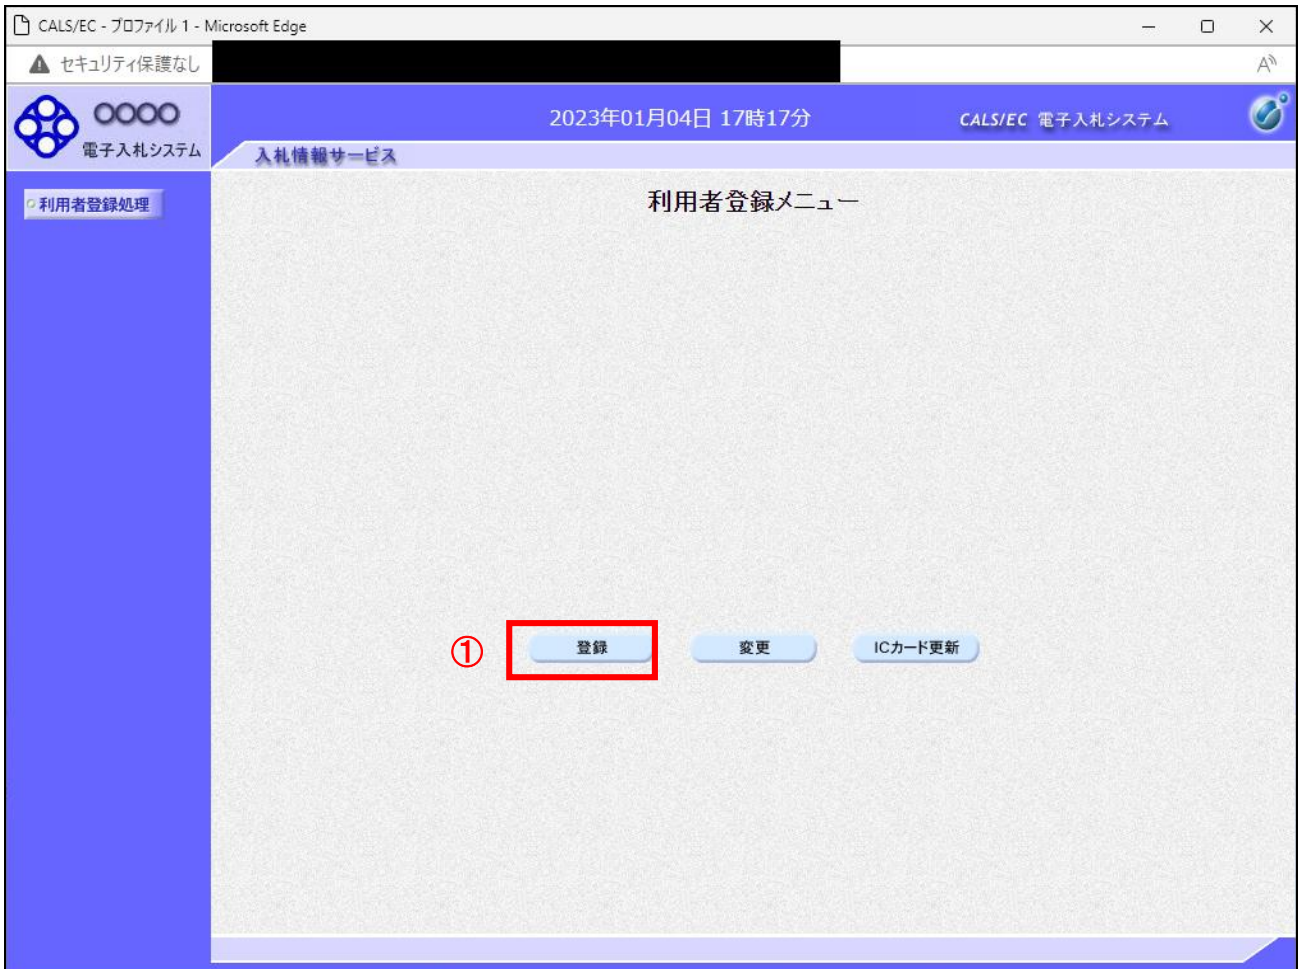 CALS/EC - プロファイル 1 - Microsoft Edge
セキュリティ保護なし
A
○○○○
電子入札システム
2023年01月04日 17時17分
CALS/EC 電子入札システム
入札情報サービス
利用者登録処理
利用者登録メニュー
① 登録 変更 ICカード更新